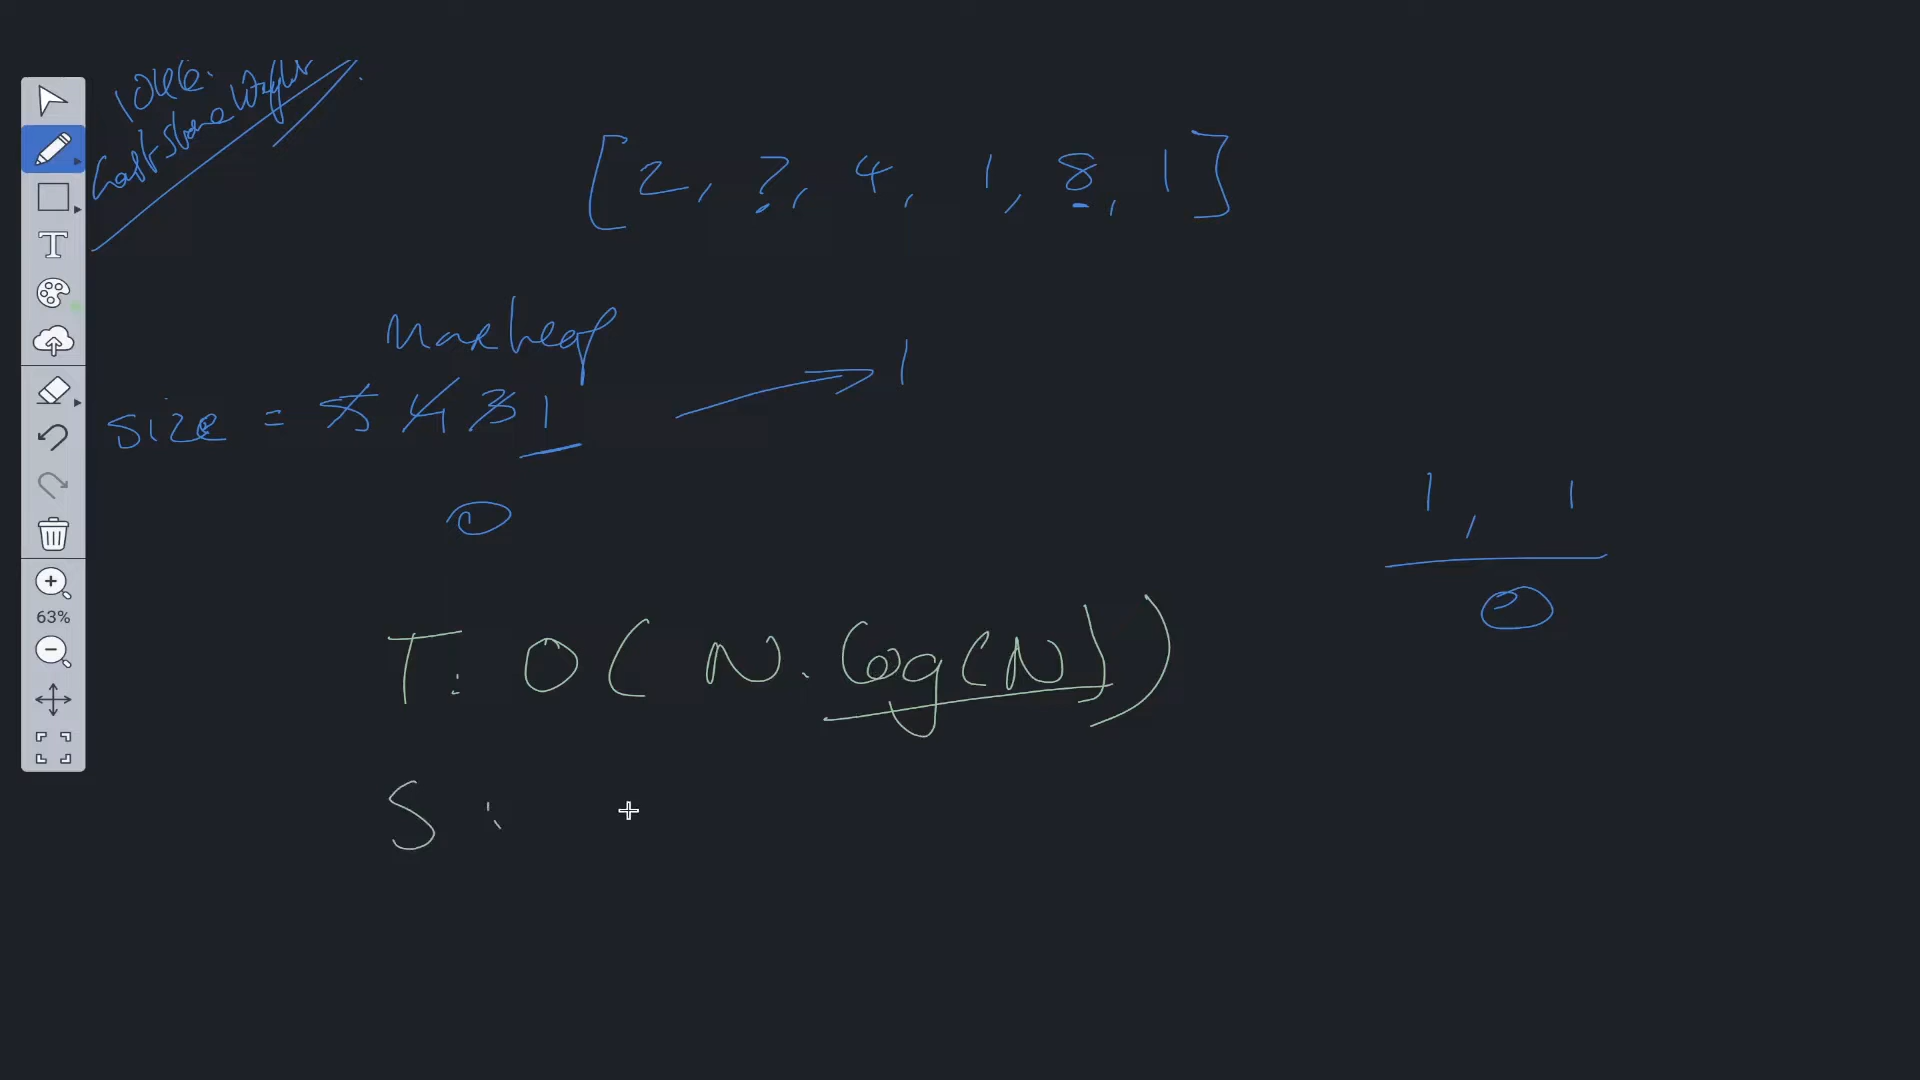 1046.
Last Stone Weight
[2, 7, 4, 1, 8, 1]
Maxheap
size = 5 4 3 1 → 1
0
1, 1
0
63%
T: O( N. log(N))
S: